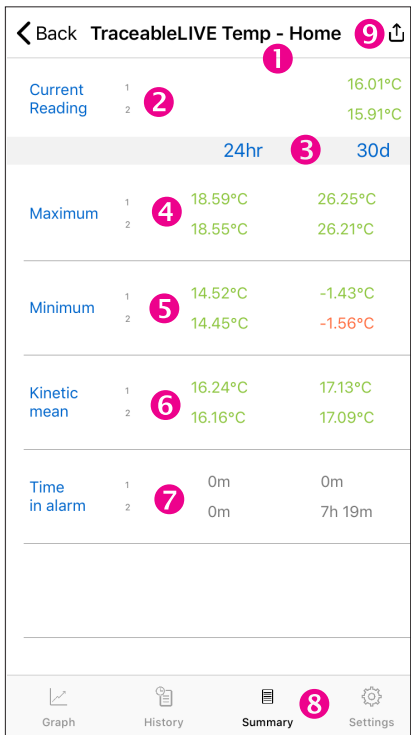 Back TraceableLIVE Temp - Home 9
1
Current Reading 1 2 16.01°C
2 15.91°C
24hr 3 30d
Maximum 1 4 18.59°C 26.25°C
2 18.55°C 26.21°C
Minimum 1 5 14.52°C -1.43°C
2 14.45°C -1.56°C
Kinetic mean 1 6 16.24°C 17.13°C
2 16.16°C 17.09°C
Time in alarm 1 7 0m 0m
2 0m 7h 19m
8
Graph History Summary Settings